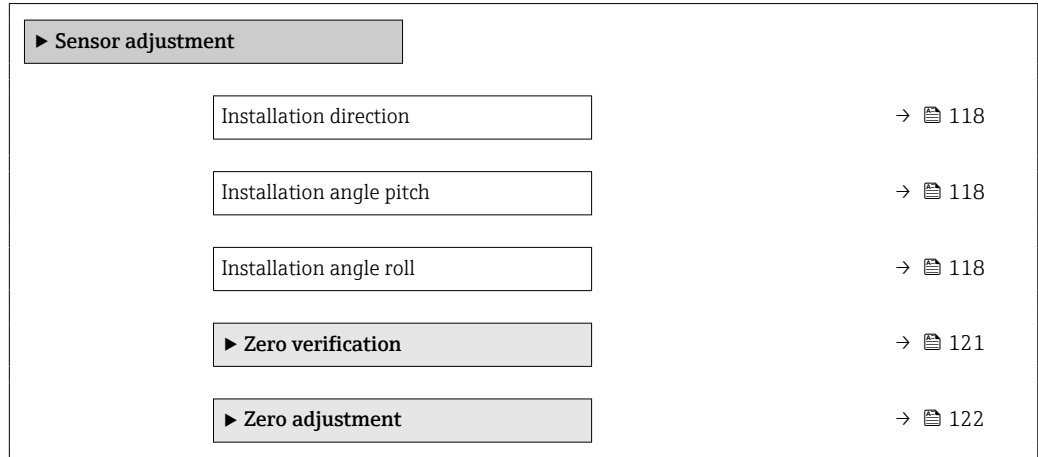 ▶ Sensor adjustment
Installation direction → 118
Installation angle pitch → 118
Installation angle roll → 118
▶ Zero verification → 121
▶ Zero adjustment → 122